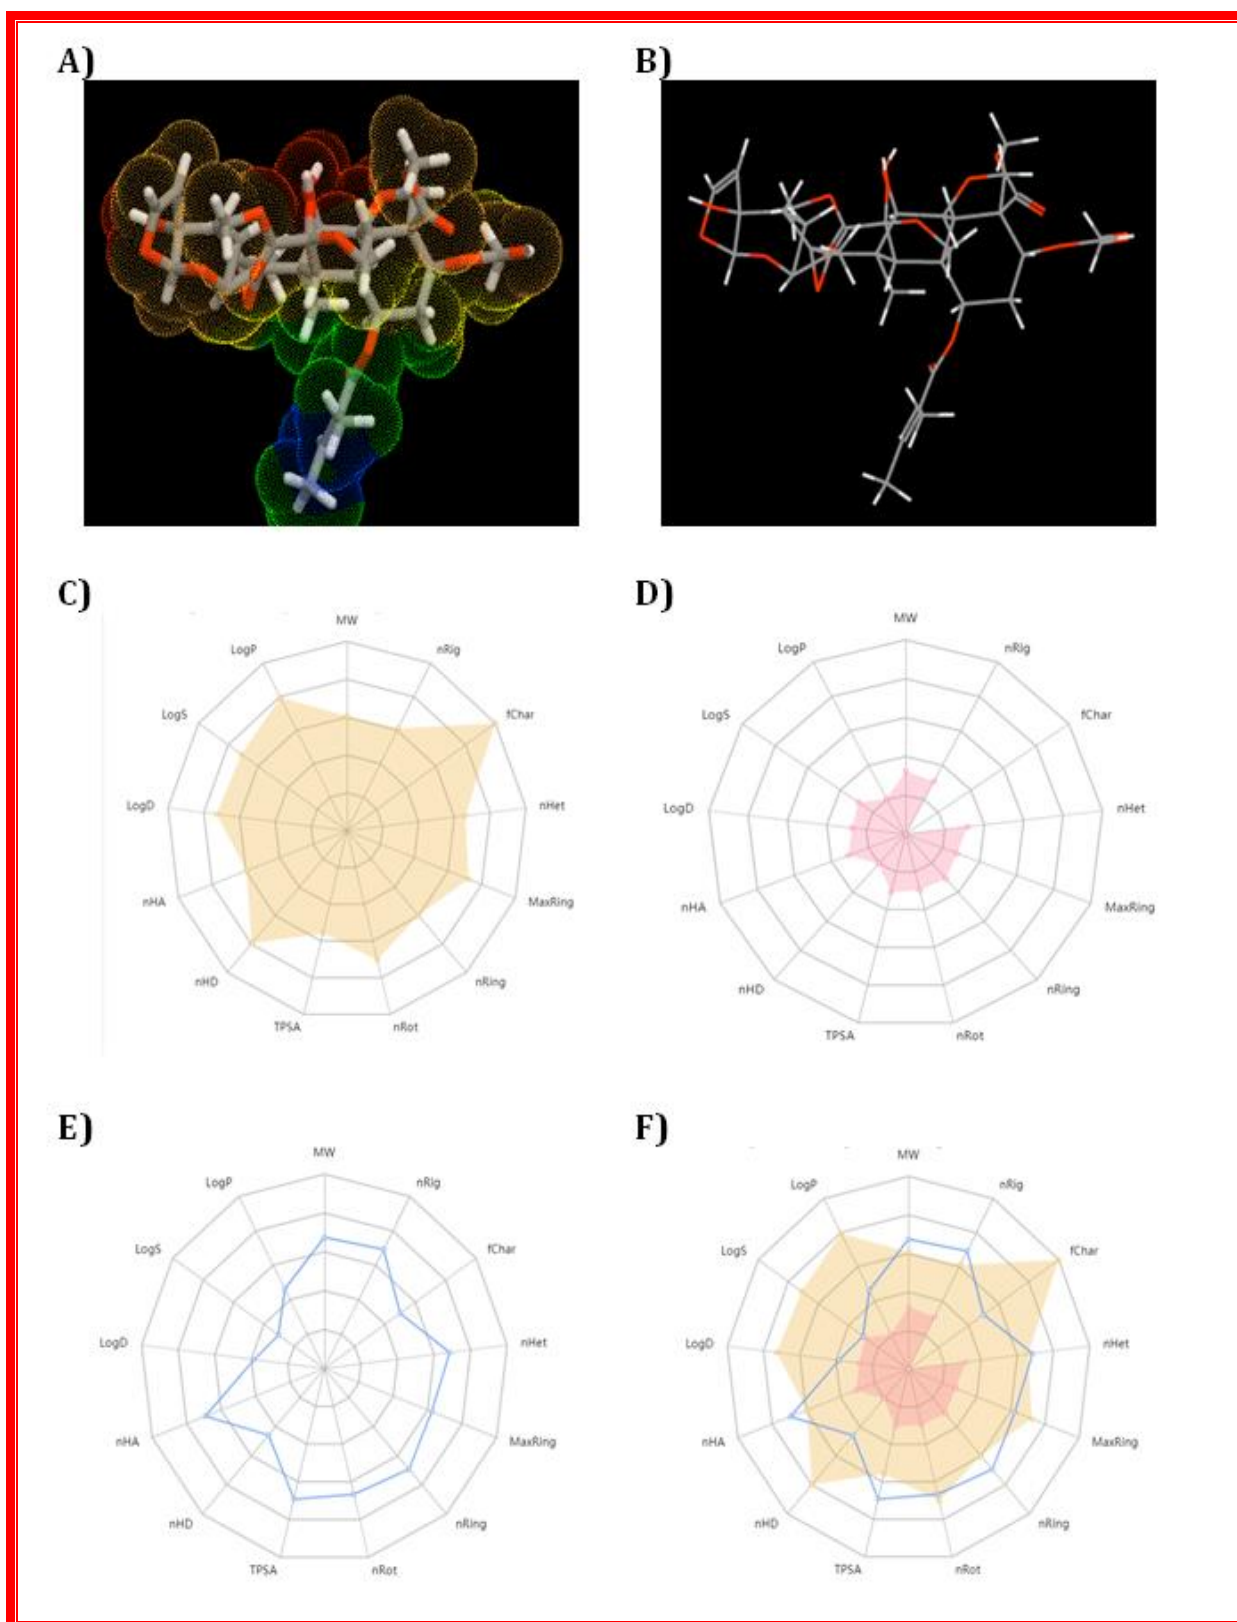 A)
B)
C)
D)
MW
nRig
fChar
nHet
MaxRing
nRing
nRot
TPSA
nHD
nHA
LogD
LogS
LogP
MW
nRig
fChar
nHet
MaxRing
nRing
nRot
TPSA
nHD
nHA
LogD
LogS
LogP
E)
F)
MW
nRig
fChar
nHet
MaxRing
nRing
nRot
TPSA
nHD
nHA
LogD
LogS
LogP
MW
nRig
fChar
nHet
MaxRing
nRing
nRot
TPSA
nHD
nHA
LogD
LogS
LogP